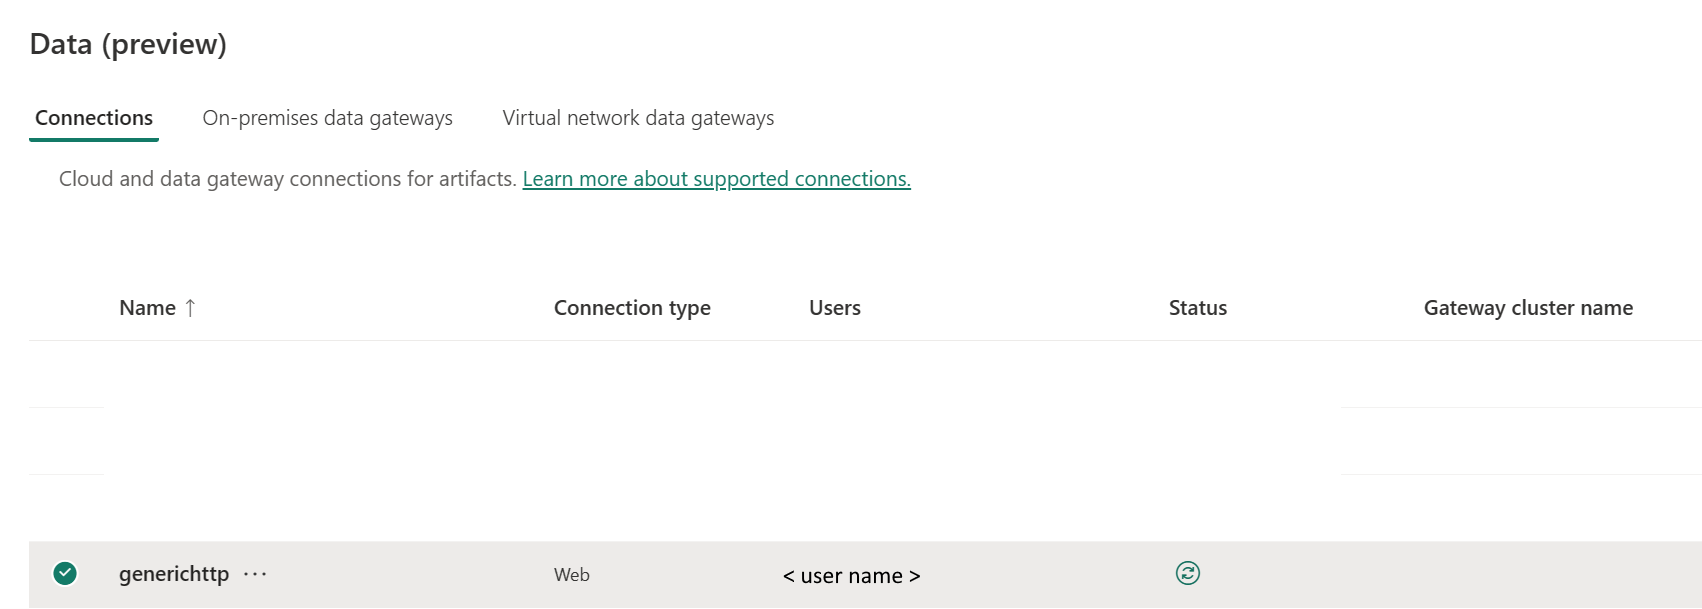 Data (preview)
Connections On-premises data gateways Virtual network data gateways
Cloud and data gateway connections for artifacts. Learn more about supported connections.
Name ↑ Connection type Users Status Gateway cluster name
generichttp ··· Web < user name >